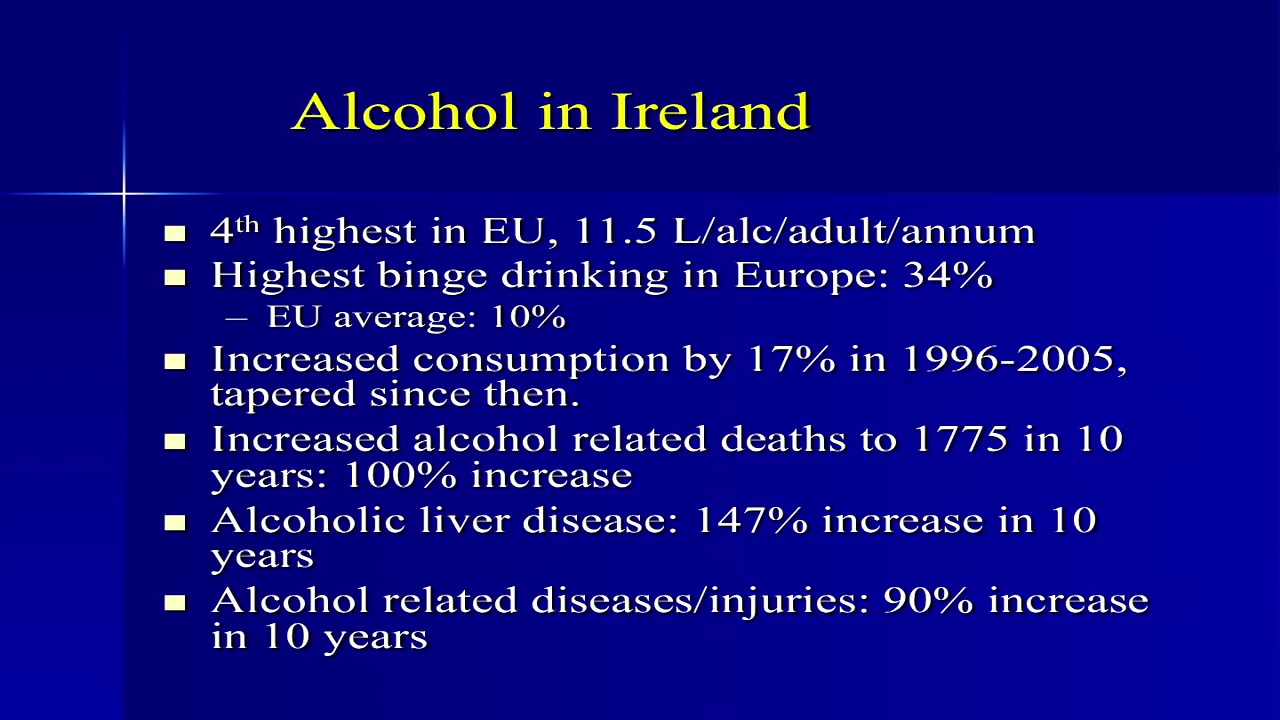 Alcohol in Ireland
4th highest in EU, 11.5 L/alc/adult/annum
Highest binge drinking in Europe: 34%
– EU average: 10%
Increased consumption by 17% in 1996-2005,
tapered since then.
Increased alcohol related deaths to 1775 in 10
years: 100% increase
Alcoholic liver disease: 147% increase in 10
years
Alcohol related diseases/injuries: 90% increase
in 10 years